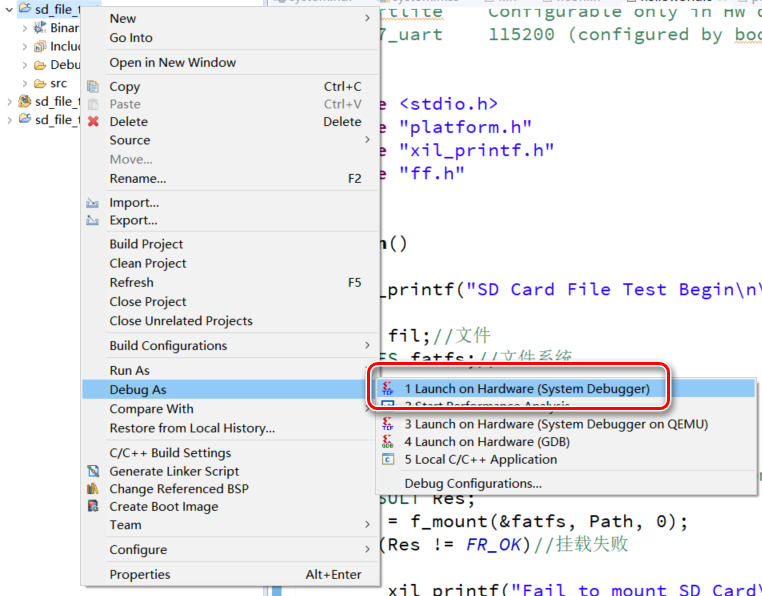 sd_file_t
Binar
Inclu
Debu
src
sd_file_t
sd_file_t
New
Go Into
Open in New Window
Copy Ctrl+C
Paste Ctrl+V
Delete Delete
Source
Move...
Rename... F2
Import...
Export...
Build Project
Clean Project
Refresh F5
Close Project
Close Unrelated Projects
Build Configurations
Run As
Debug As
Compare With
Restore from Local History...
C/C++ Build Settings
Generate Linker Script
Change Referenced BSP
Create Boot Image
Team
Configure
Properties Alt+Enter
rtlite Configurable only in HW d
7_uart 115200 (configured by boo
e <stdio.h>
e "platform.h"
e "xil_printf.h"
e "ff.h"
n()
_printf("SD Card File Test Begin\n\
fil;//文件
ES fatfs;//文件系统
1 Launch on Hardware (System Debugger)
2 Start Performance Analysis
3 Launch on Hardware (System Debugger on QEMU)
4 Launch on Hardware (GDB)
5 Local C/C++ Application
Debug Configurations...
SULT Res;
= f_mount(&fatfs, Path, 0);
(Res != FR_OK)//挂载失败
xil_printf("Fail to mount SD Card\